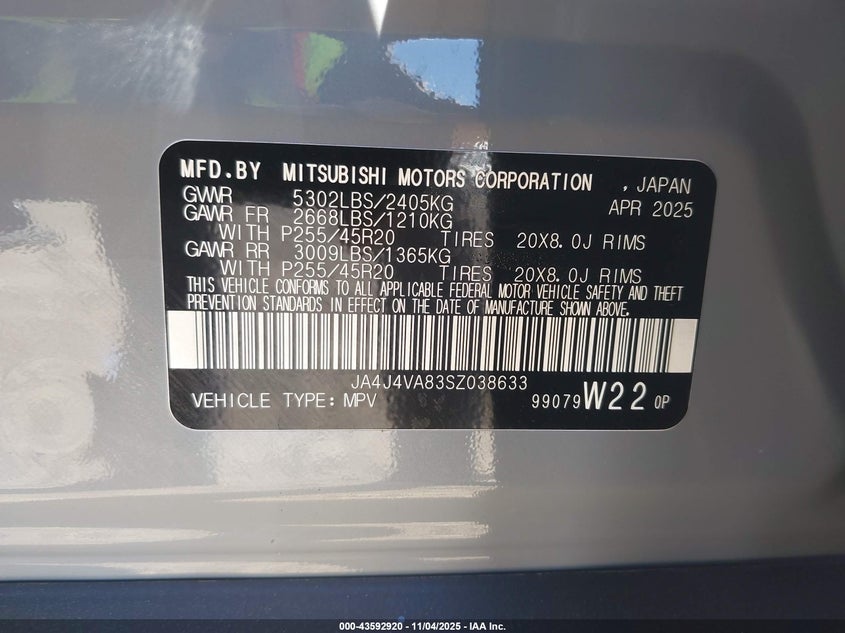 MFD.BY MITSUBISHI MOTORS CORPORATION , JAPAN
GVWR 5302LBS/2405KG APR 2025
GAWR FR 2668LBS/1210KG
WITH P255/45R20 TIRES 20X8.0J RIMS
GAWR RR 3009LBS/1365KG
WITH P255/45R20 TIRES 20X8.0J RIMS
THIS VEHICLE CONFORMS TO ALL APPLICABLE FEDERAL MOTOR VEHICLE SAFETY AND THEFT
PREVENTION STANDARDS IN EFFECT ON THE DATE OF MANUFACTURE SHOWN ABOVE.
JA4J4VA83SZ038633
VEHICLE TYPE: MPV 99079 W22 0P
000-43592920 - 11/04/2025 - IAA Inc.